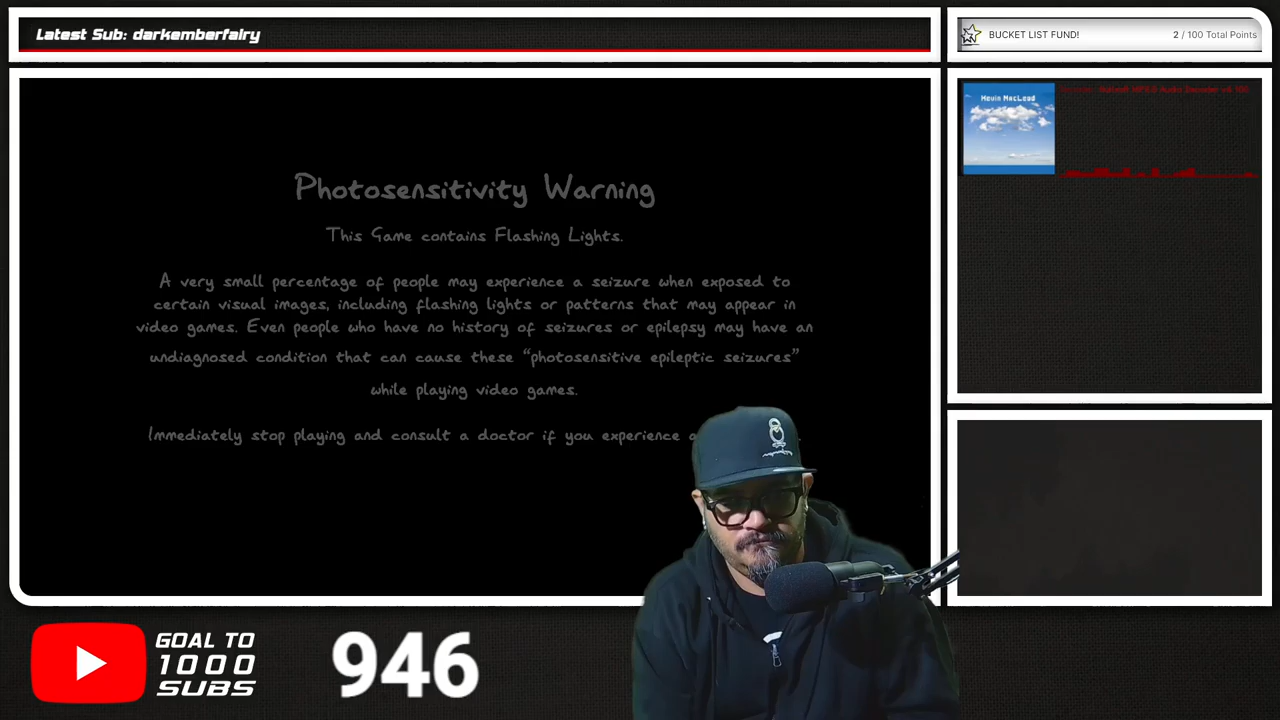 Latest Sub: darkemberfairy
BUCKET LIST FUND!
2 / 100 Total Points
Kevin MacLeod
Photosensitivity Warning
This Game contains Flashing Lights.
A very small percentage of people may experience a seizure when exposed to
certain visual images, including flashing lights or patterns that may appear in
video games. Even people who have no history of seizures or epilepsy may have an
undiagnosed condition that can cause these “photosensitive epileptic seizures”
while playing video games.
Immediately stop playing and consult a doctor if you experience
GOAL TO
1000
SUBS
946